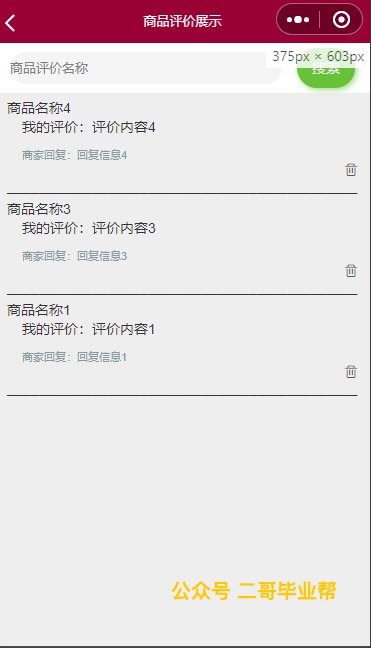 商品评价展示
375px × 603px
商品评价名称
搜索
商品名称4
我的评价：评价内容4
商家回复：回复信息4
商品名称3
我的评价：评价内容3
商家回复：回复信息3
商品名称1
我的评价：评价内容1
商家回复：回复信息1
公众号 二哥毕业帮